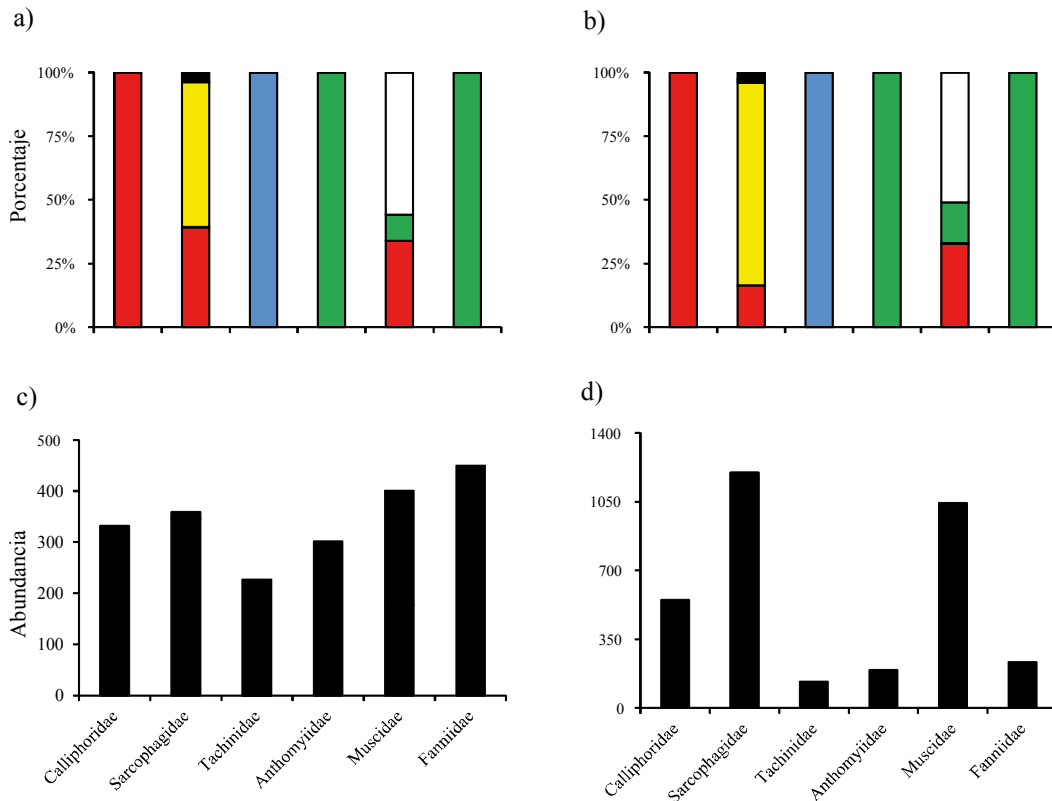 a)
b)
100%
75%
50%
25%
0%
Porcentaje
100%
75%
50%
25%
0%
c)
d)
500
400
300
200
100
0
Abundancia
Calliphoridae
Sarcophagidae
Tachinidae
Anthomyiidae
Muscidae
Fanniidae
1400
1050
700
350
0
Calliphoridae
Sarcophagidae
Tachinidae
Anthomyiidae
Muscidae
Fanniidae